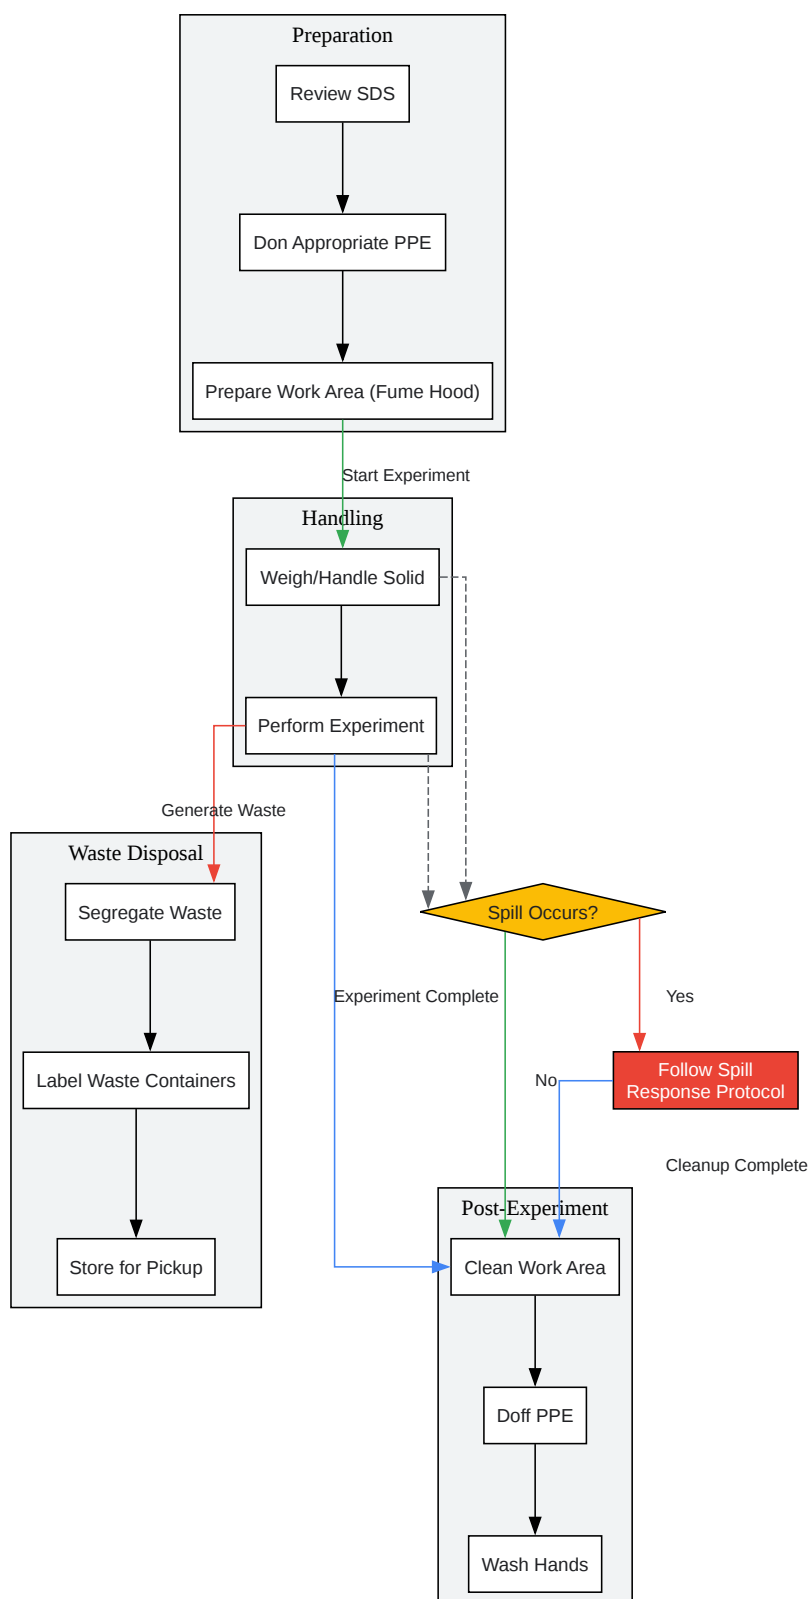 Preparation
Review SDS
Don Appropriate PPE
Prepare Work Area (Fume Hood)
Start Experiment
Handling
Weigh/Handle Solid
Perform Experiment
Generate Waste
Waste Disposal
Segregate Waste
Spill Occurs?
Experiment Complete
Yes
Label Waste Containers
No
Follow Spill
Response Protocol
Cleanup Complete
Post-Experiment
Store for Pickup
Clean Work Area
Doff PPE
Wash Hands